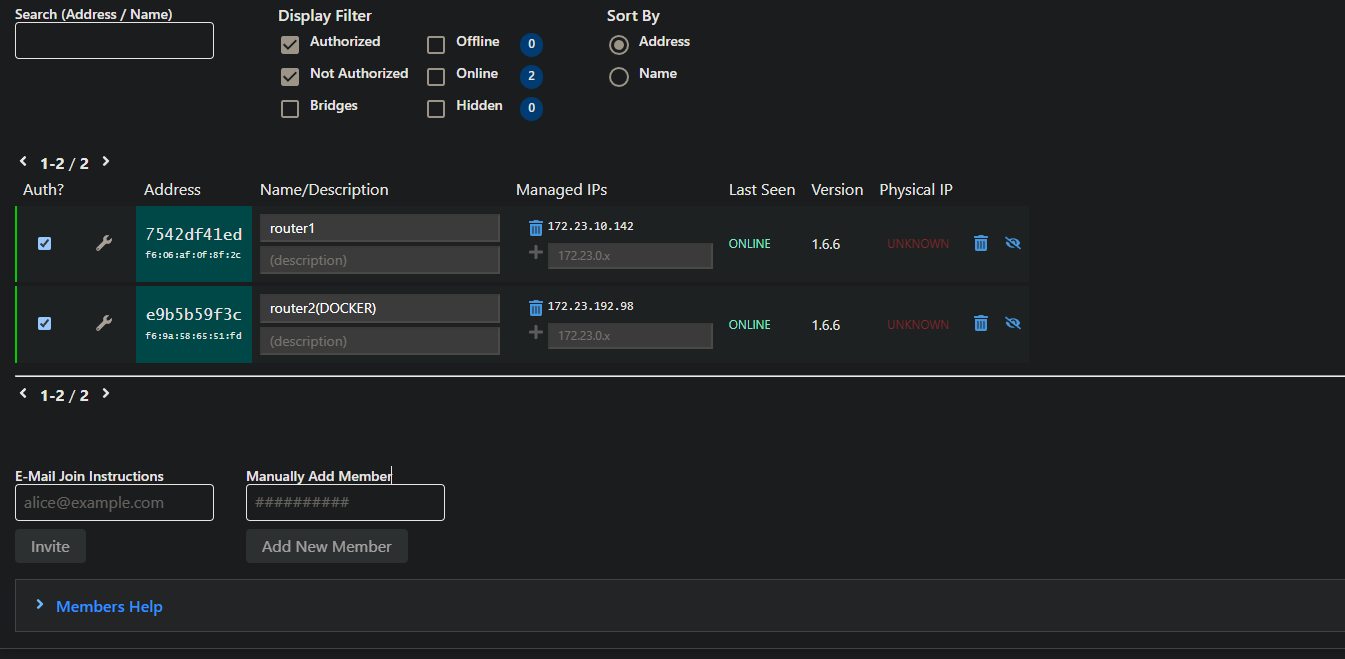 Search (Address / Name)
Display Filter
Authorized
Not Authorized
Bridges
Offline 0
Online 2
Hidden 0
Sort By
Address
Name
1-2 / 2
Auth? Address Name/Description Managed IPs Last Seen Version Physical IP
7542df41ed
f6:06:af:0f:8f:2c
router1
(description)
172.23.10.142
172.23.0.x
ONLINE
1.6.6
UNKNOWN
e9b5b59f3c
f6:9a:58:65:51:fd
router2(DOCKER)
(description)
172.23.192.98
172.23.0.x
ONLINE
1.6.6
UNKNOWN
1-2 / 2
E-Mail Join Instructions
alice@example.com
Invite
Manually Add Member
##########
Add New Member
Members Help